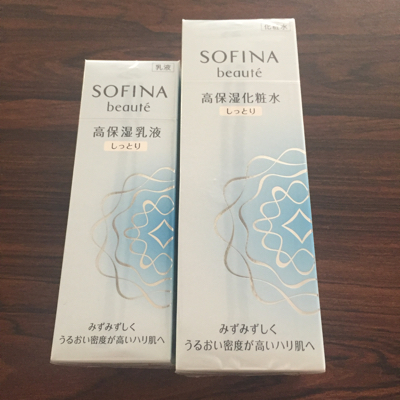 乳液
SOFINA
beauté
高保湿乳液
しっとり
みずみずしく
うるおい密度が高いハリ肌へ
化粧水
SOFINA
beauté
高保湿化粧水
しっとり
みずみずしく
うるおい密度が高いハリ肌へ